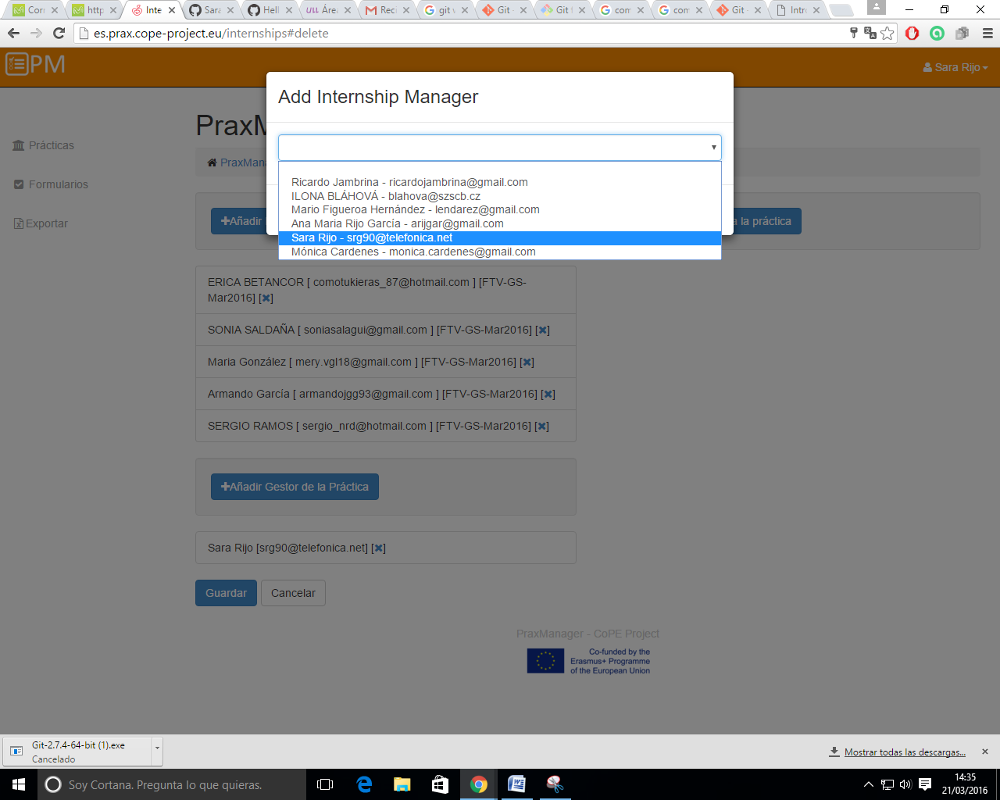 Corr
http
Inte
Sara
Hell
ULL Área
Reci
git v
Git -
Git f
com
com
Git -
Intro
es.prax.cope-project.eu/internships#delete
PM
Sara Rijo
Add Internship Manager
PraxM
Prácticas
PraxMana
Ricardo Jambrina - ricardojambrina@gmail.com
Formularios
ILONA BLÁHOVÁ - blahova@szscb.cz
Mario Figueroa Hernández - lendarez@gmail.com
Exportar
Añadir
Ana Maria Rijo García - arijgar@gmail.com
a la práctica
Sara Rijo - srg90@telefonica.net
Mónica Cardenes - monica.cardenes@gmail.com
ERICA BETANCOR [ comotukieras_87@hotmail.com ] [FTV-GS-
Mar2016] [✖]
SONIA SALDAÑA [ soniasalagui@gmail.com ] [FTV-GS-Mar2016] [✖]
Maria González [ mery.vgl18@gmail.com ] [FTV-GS-Mar2016] [✖]
Armando García [ armandojgg93@gmail.com ] [FTV-GS-Mar2016] [✖]
SERGIO RAMOS [ sergio_nrd@hotmail.com ] [FTV-GS-Mar2016] [✖]
Añadir Gestor de la Práctica
Sara Rijo [srg90@telefonica.net] [✖]
Guardar Cancelar
PraxManager - CoPE Project
Co-funded by the
Erasmus+ Programme
of the European Union
Git-2.7.4-64-bit (1).exe
Cancelado
Mostrar todas las descargas...
Soy Cortana. Pregunta lo que quieras.
14:35
21/03/2016